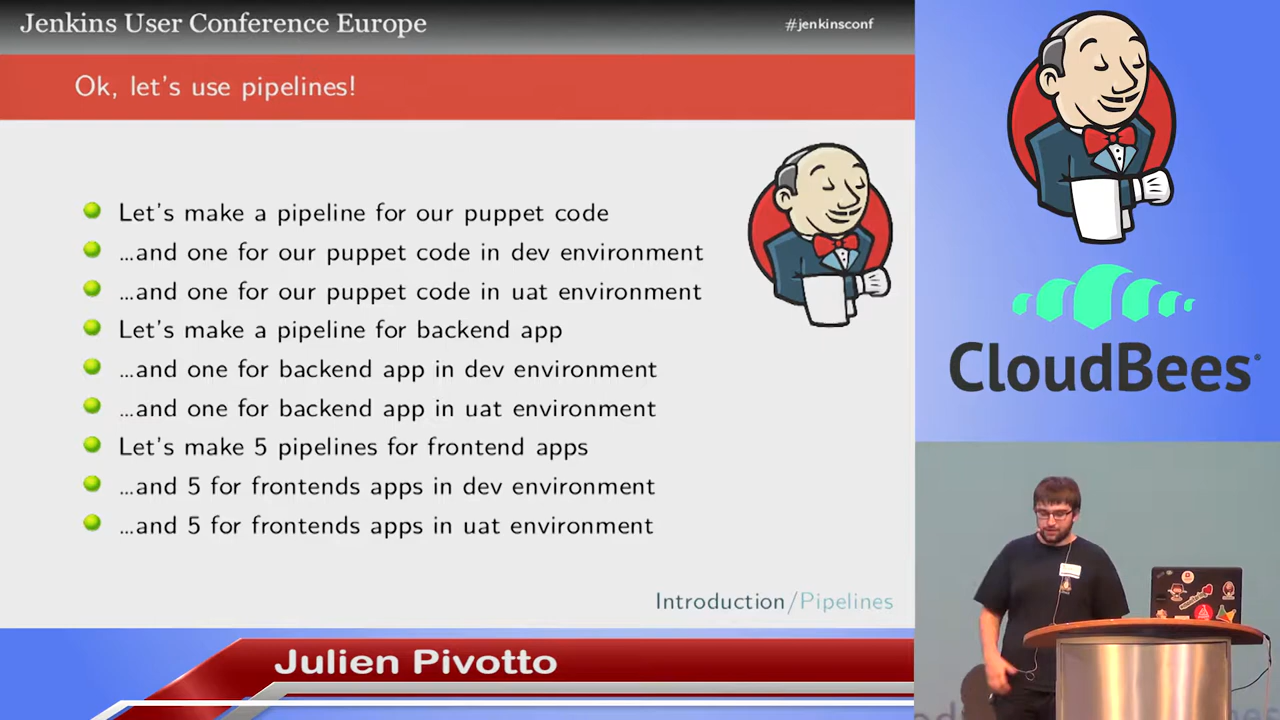 Jenkins User Conference Europe
#jenkinsconf
Ok, let's use pipelines!
Let's make a pipeline for our puppet code
...and one for our puppet code in dev environment
...and one for our puppet code in uat environment
Let's make a pipeline for backend app
...and one for backend app in dev environment
...and one for backend app in uat environment
Let's make 5 pipelines for frontend apps
...and 5 for frontends apps in dev environment
...and 5 for frontends apps in uat environment
Introduction/Pipelines
CloudBees
Julien Pivotto